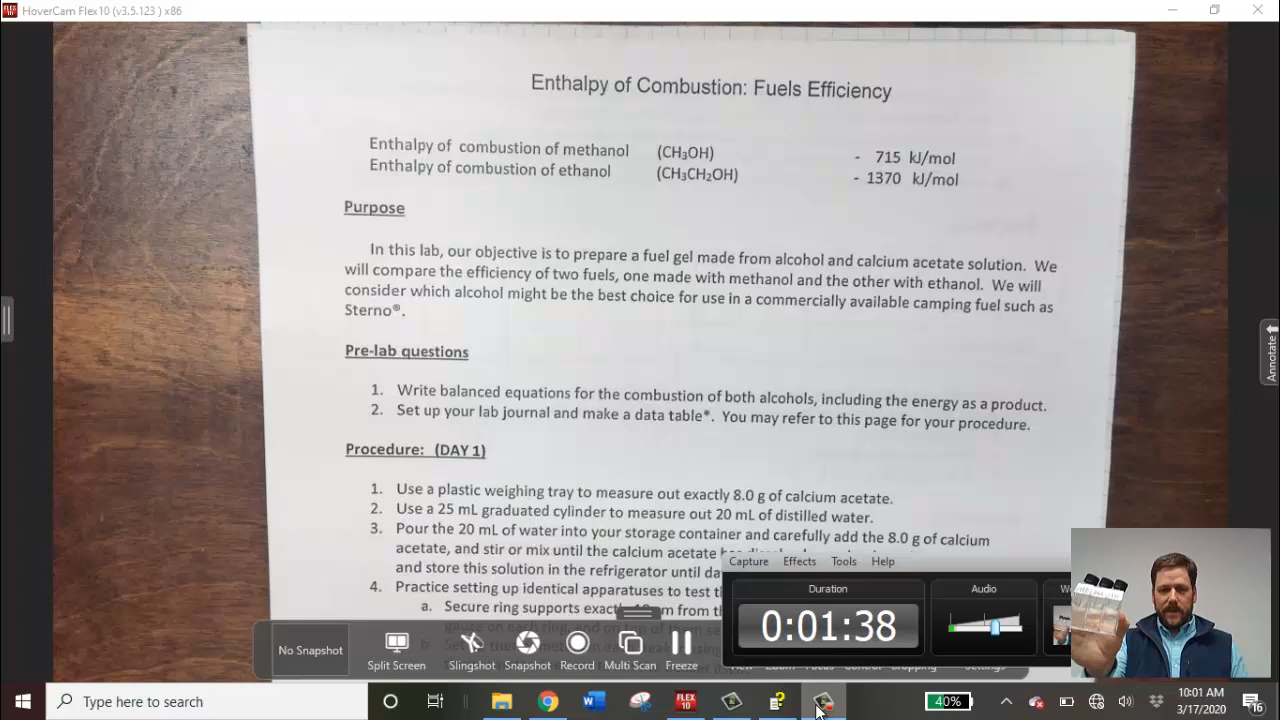 HoverCam Flex10 (v3.5.123 ) x86
Enthalpy of Combustion: Fuels Efficiency
Enthalpy of combustion of methanol (CH₃OH) - 715 kJ/mol
Enthalpy of combustion of ethanol (CH₃CH₂OH) - 1370 kJ/mol
Purpose
In this lab, our objective is to prepare a fuel gel made from alcohol and calcium acetate solution. We
will compare the efficiency of two fuels, one made with methanol and the other with ethanol. We will
consider which alcohol might be the best choice for use in a commercially available camping fuel such as
Sterno®.
Pre-lab questions
1. Write balanced equations for the combustion of both alcohols, including the energy as a product.
2. Set up your lab journal and make a data table*. You may refer to this page for your procedure.
Procedure: (DAY 1)
1. Use a plastic weighing tray to measure out exactly 8.0 g of calcium acetate.
2. Use a 25 mL graduated cylinder to measure out 20 mL of distilled water.
3. Pour the 20 mL of water into your storage container and carefully add the 8.0 g of calcium
acetate, and stir or mix until the calcium acetate
and store this solution in the refrigerator until
4. Practice setting up identical apparatuses to test
a. Secure ring supports from
Annotate
Capture Effects Tools Help
Duration
Audio
0:01:38
No Snapshot
Split Screen
Slingshot
Snapshot
Record
Multi Scan
Freeze
FLEX 10
Type here to search
40%
10:01 AM
3/17/2020
16